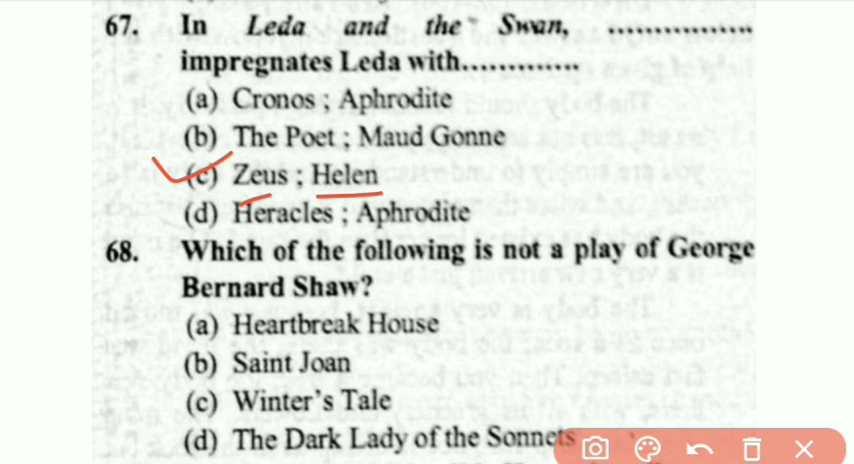 67. In Leda and the Swan, ................
impregnates Leda with..............
(a) Cronos ; Aphrodite
(b) The Poet ; Maud Gonne
(c) Zeus ; Helen
(d) Heracles ; Aphrodite
68. Which of the following is not a play of George
Bernard Shaw?
(a) Heartbreak House
(b) Saint Joan
(c) Winter's Tale
(d) The Dark Lady of the Sonnets